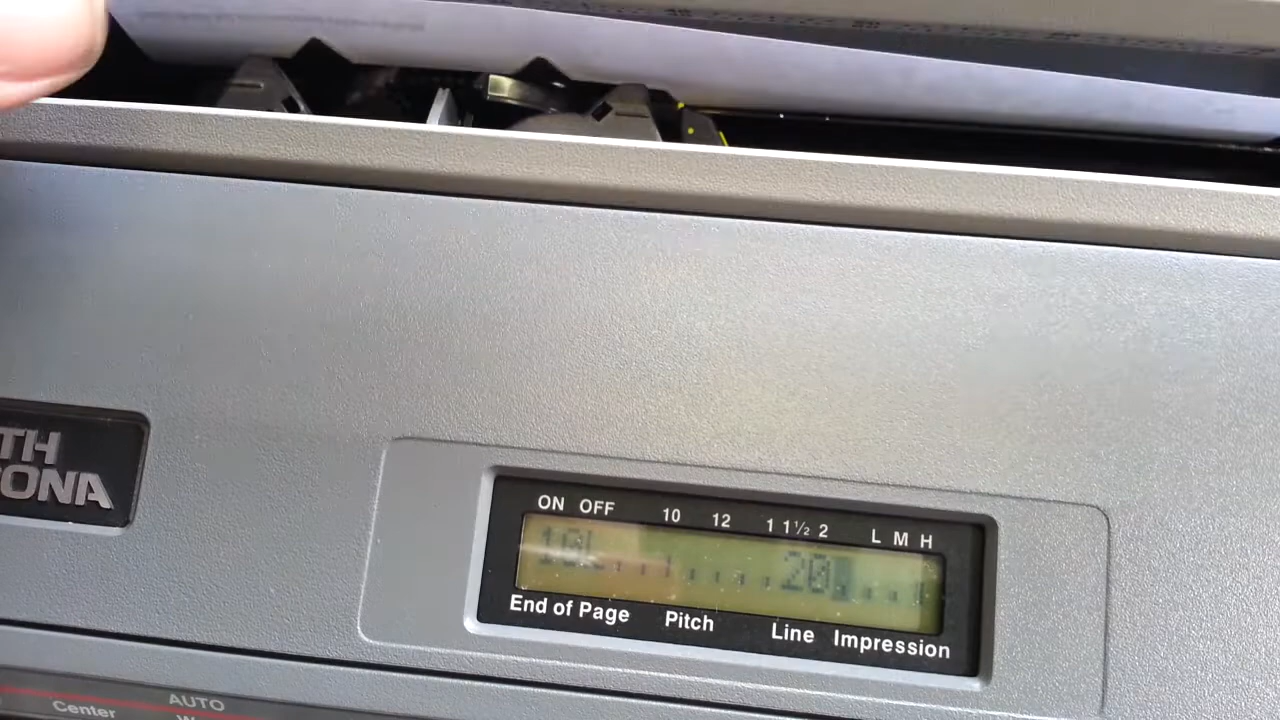 TH
ONA
ON OFF 10 12 1 1½ 2 L M H
10L....ı....20....ı
End of Page Pitch Line Impression
AUTO
Center